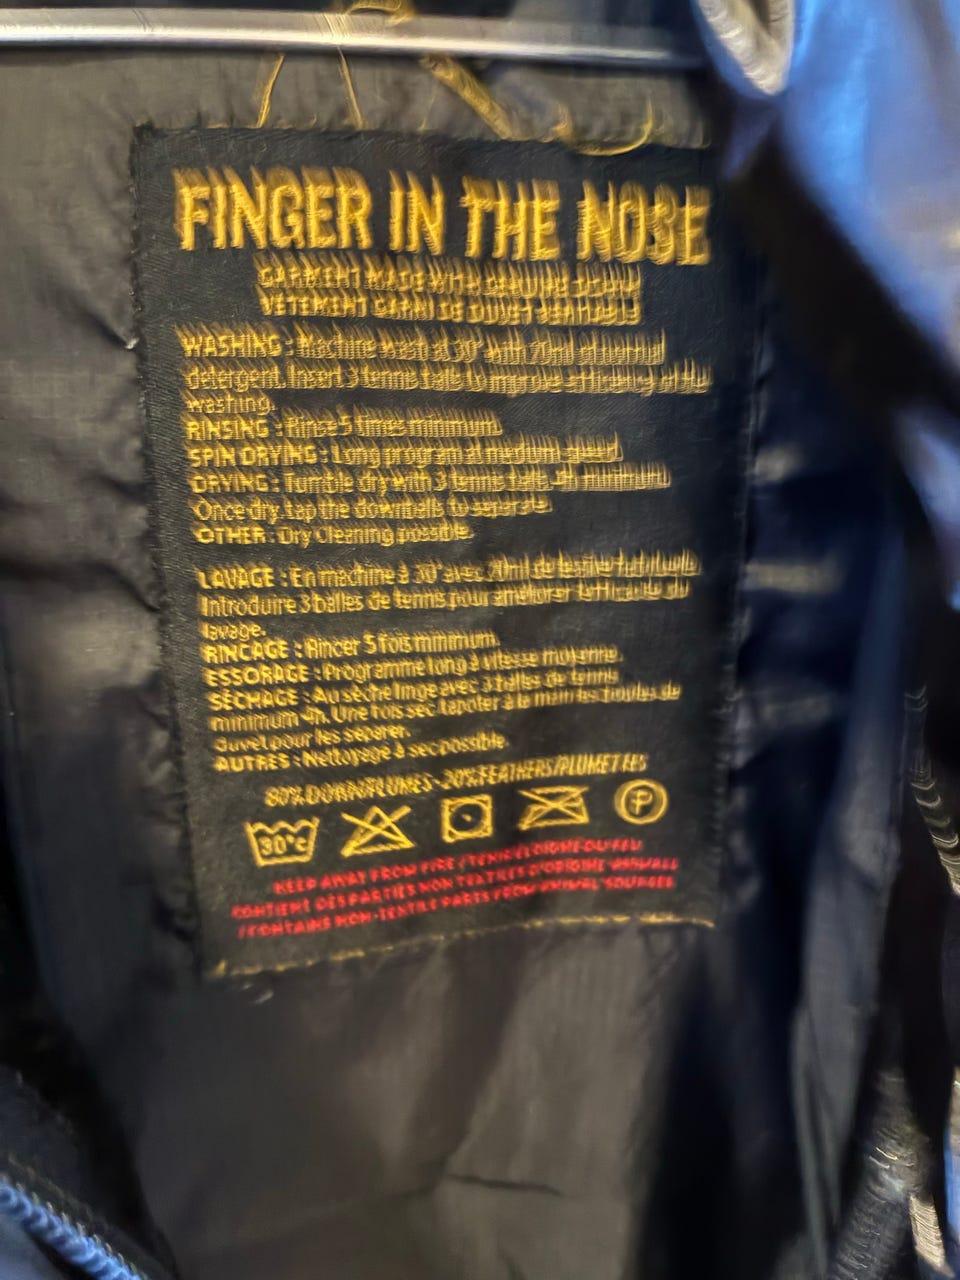 FINGER IN THE NOSE
GARMENT MADE WITH GENUINE DOWN
VETEMENT GARNI DE DUVET VERITABLE
WASHING : Machine wash at 30° with 20ml of normal
detergent. Insert 3 tennis balls to improve efficiency of the
washing.
RINSING : Rinse 5 times minimum.
SPIN DRYING : Long program at medium speed.
DRYING : Tumble dry with 3 tennis balls. 4h minimum.
Once dry, tap the downballs to separate.
OTHER : Dry Cleaning possible.
LAVAGE : En machine à 30° avec 20ml de lessive habituelle.
Introduire 3 balles de tennis pour améliorer l'efficacité du
lavage.
RINCAGE : Rincer 5 fois minimum.
ESSORAGE : Programme long à vitesse moyenne.
SÉCHAGE : Au sèche linge avec 3 balles de tennis
minimum 4h. Une fois sec, tapoter à la main les boules de
duvet pour les séparer.
AUTRES : Nettoyage à sec possible.
80% DOWN/PLUMES - 20% FEATHERS/PLUMETTES
30°c P
KEEP AWAY FROM FIRE / TENIR ELOIGNE DU FEU
CONTIENT DES PARTIES NON TEXTILES D'ORIGINE ANIMALE
/ CONTAINS NON-TEXTILE PARTS FROM ANIMAL SOURCES